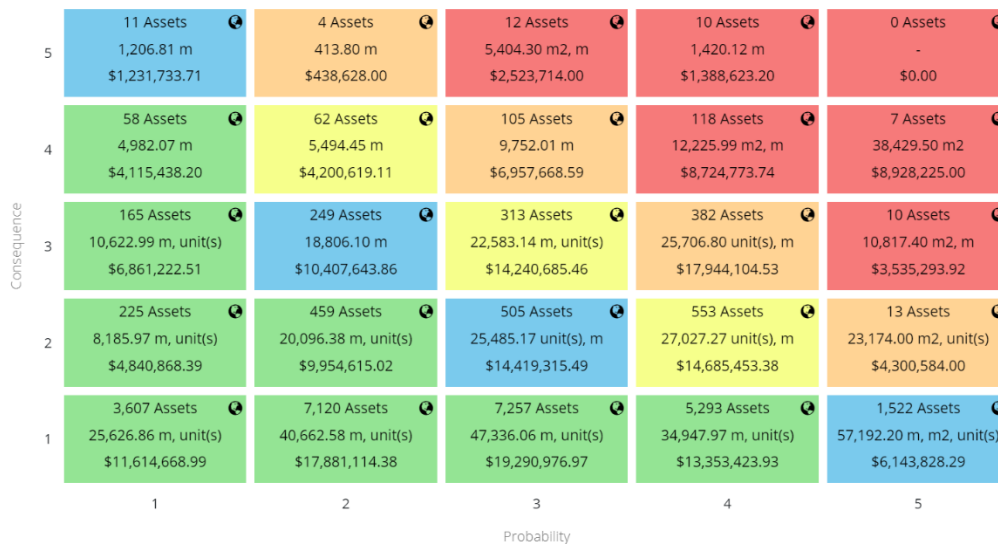 11 Assets
1,206.81 m
$1,231,733.71
4 Assets
413.80 m
$438,628.00
12 Assets
5,404.30 m2, m
$2,523,714.00
10 Assets
1,420.12 m
$1,388,623.20
0 Assets
-
$0.00
5
58 Assets
4,982.07 m
$4,115,438.20
62 Assets
5,494.45 m
$4,200,619.11
105 Assets
9,752.01 m
$6,957,668.59
118 Assets
12,225.99 m2, m
$8,724,773.74
7 Assets
38,429.50 m2
$8,928,225.00
4
Consequence
165 Assets
10,622.99 m, unit(s)
$6,861,222.51
249 Assets
18,806.10 m
$10,407,643.86
313 Assets
22,583.14 m, unit(s)
$14,240,685.46
382 Assets
25,706.80 unit(s), m
$17,944,104.53
10 Assets
10,817.40 m2, m
$3,535,293.92
3
225 Assets
8,185.97 m, unit(s)
$4,840,868.39
459 Assets
20,096.38 m, unit(s)
$9,954,615.02
505 Assets
25,485.17 unit(s), m
$14,419,315.49
553 Assets
27,027.27 unit(s), m
$14,685,453.38
13 Assets
23,174.00 m2, unit(s)
$4,300,584.00
2
3,607 Assets
25,626.86 m, unit(s)
$11,614,668.99
7,120 Assets
40,662.58 m, unit(s)
$17,881,114.38
7,257 Assets
47,336.06 m, unit(s)
$19,290,976.97
5,293 Assets
34,947.97 m, unit(s)
$13,353,423.93
1,522 Assets
57,192.20 m, m2, unit(s)
$6,143,828.29
1
1 2 3 4 5
Probability